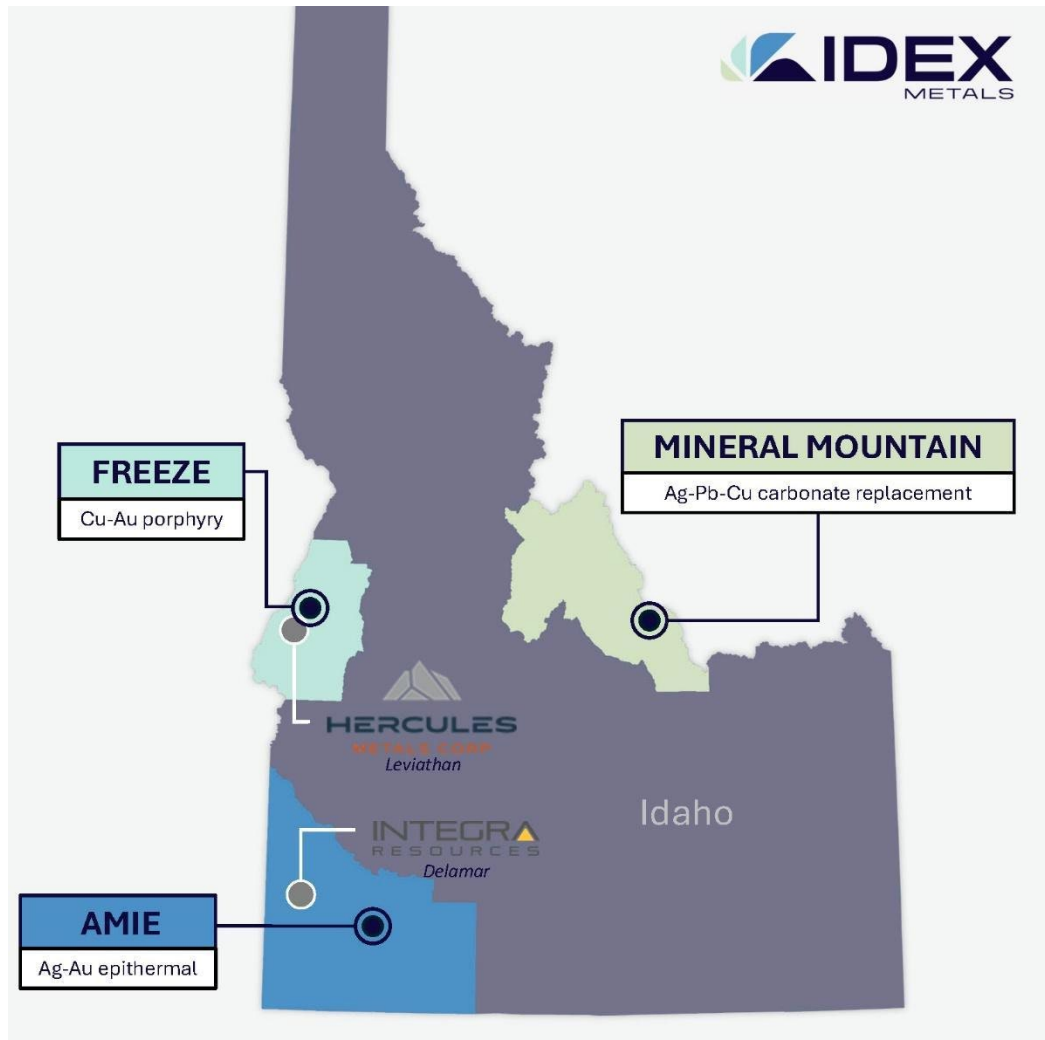 IDEX
METALS
FREEZE
Cu-Au porphyry
MINERAL MOUNTAIN
Ag-Pb-Cu carbonate replacement
HERCULES
METALS CORP
Leviathan
Idaho
INTEGRA
RESOURCES
Delamar
AMIE
Ag-Au epithermal